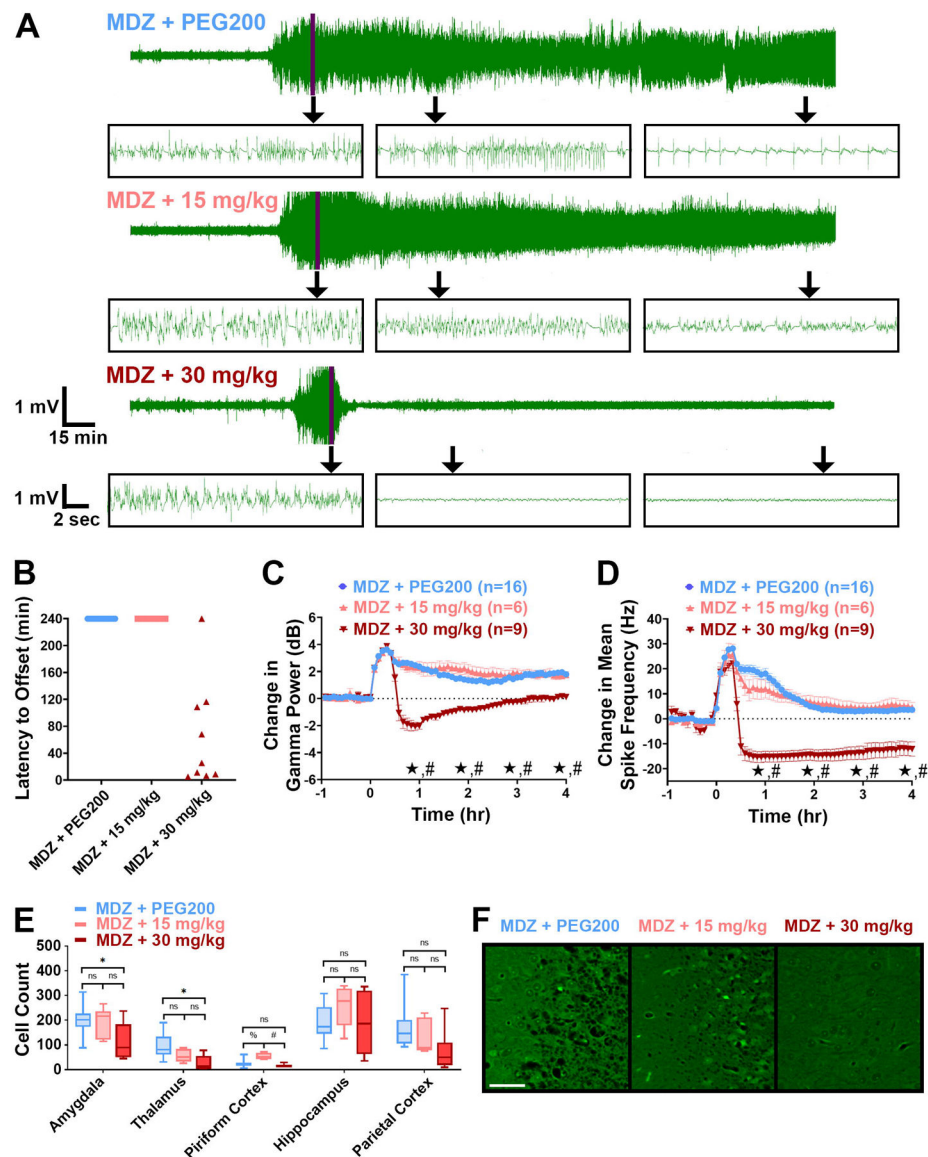 A
MDZ + PEG200
MDZ + 15 mg/kg
MDZ + 30 mg/kg
1 mV
15 min
1 mV
2 sec
B
Latency to Offset (min)
240
200
160
120
80
40
0
MDZ + PEG200
MDZ + 15 mg/kg
MDZ + 30 mg/kg
C
MDZ + PEG200 (n=16)
MDZ + 15 mg/kg (n=6)
MDZ + 30 mg/kg (n=9)
Change in
Gamma Power (dB)
6
4
2
0
-2
-4
-6
★,# ★,# ★,# ★,#
-1 0 1 2 3 4
Time (hr)
D
MDZ + PEG200 (n=16)
MDZ + 15 mg/kg (n=6)
MDZ + 30 mg/kg (n=9)
Change in Mean
Spike Frequency (Hz)
40
30
20
10
0
-10
-20
★,# ★,# ★,# ★,#
-1 0 1 2 3 4
Time (hr)
E
MDZ + PEG200
MDZ + 15 mg/kg
MDZ + 30 mg/kg
Cell Count
500
400
300
200
100
0
*
ns ns
*
ns ns
ns
% #
ns
ns ns
ns
ns ns
Amygdala
Thalamus
Piriform Cortex
Hippocampus
Parietal Cortex
F
MDZ + PEG200 MDZ + 15 mg/kg MDZ + 30 mg/kg